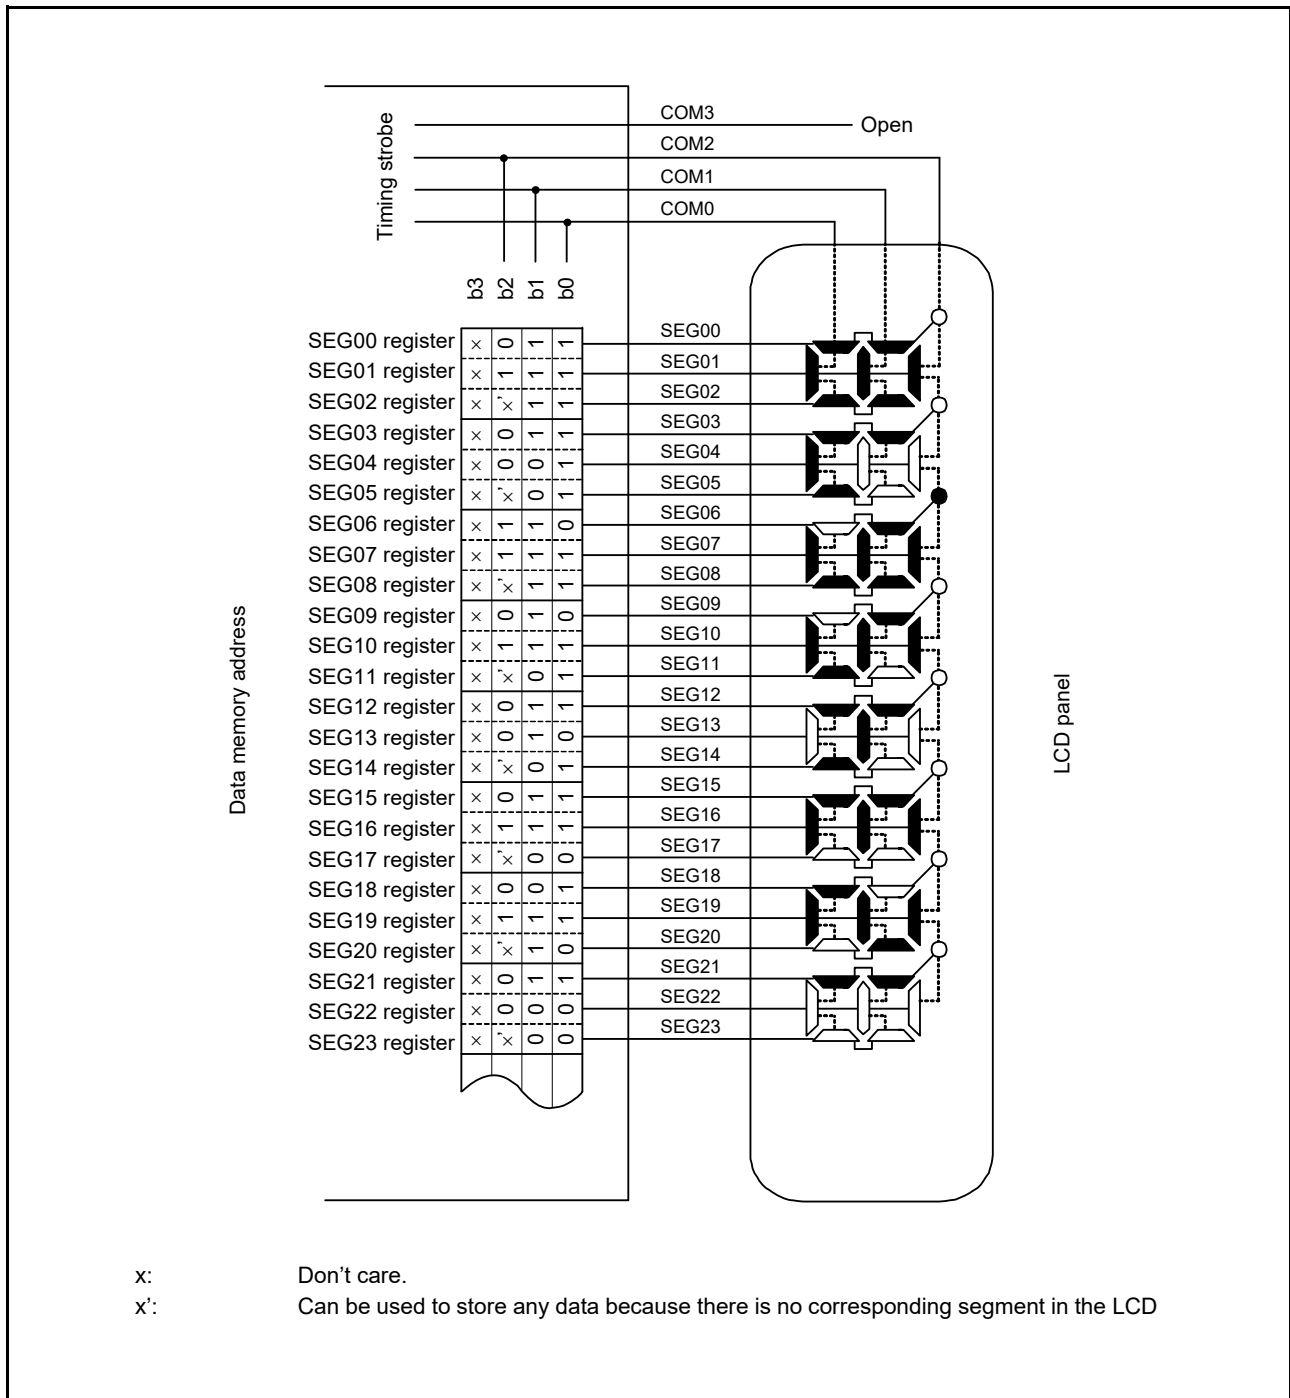 COM3 Open
COM2
COM1
COM0
Timing strobe
b3 b2 b1 b0
SEG00 register × 0 1 1 SEG00
SEG01 register × 1 1 1 SEG01
SEG02 register × ×' 1 1 SEG02
SEG03 register × 0 1 1 SEG03
SEG04 register × 0 0 1 SEG04
SEG05 register × ×' 0 1 SEG05
SEG06 register × 1 1 0 SEG06
SEG07 register × 1 1 1 SEG07
SEG08 register × ×' 1 1 SEG08
SEG09 register × 0 1 0 SEG09
SEG10 register × 1 1 1 SEG10
SEG11 register × ×' 0 1 SEG11
SEG12 register × 0 1 1 SEG12
SEG13 register × 0 1 0 SEG13
SEG14 register × ×' 0 1 SEG14
SEG15 register × 0 1 1 SEG15
SEG16 register × 1 1 1 SEG16
SEG17 register × ×' 0 0 SEG17
SEG18 register × 0 0 1 SEG18
SEG19 register × 1 1 1 SEG19
SEG20 register × ×' 1 0 SEG20
SEG21 register × 0 1 1 SEG21
SEG22 register × 0 0 0 SEG22
SEG23 register × ×' 0 0 SEG23
Data memory address
LCD panel
x: Don't care.
x’: Can be used to store any data because there is no corresponding segment in the LCD